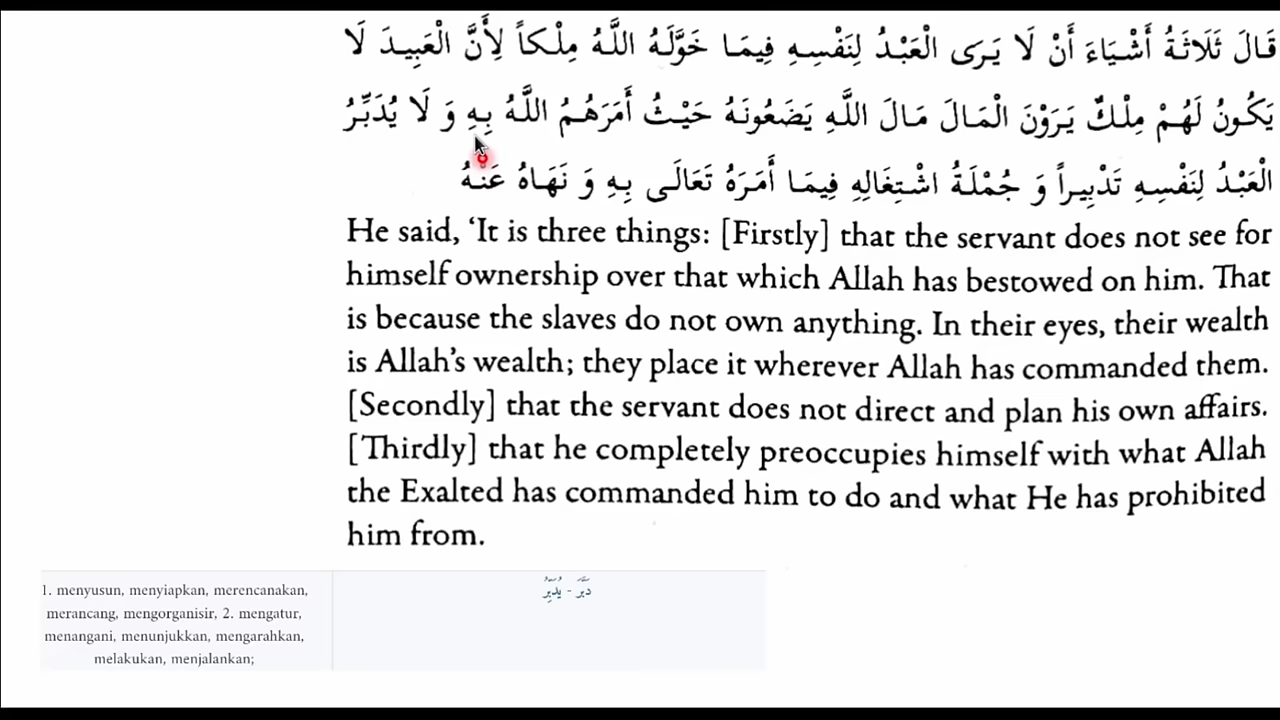 قَالَ ثَلَاثَةُ أَشْيَاءَ أَنْ لَا يَرَى الْعَبْدُ لِنَفْسِهِ فِيمَا خَوَّلَهُ اللَّهُ مِلْكاً لِأَنَّ الْعَبِيدَ لَا
يَكُونُ لَهُمْ مِلْكٌ يَرَوْنَ الْمَالَ مَالَ اللَّهِ يَضَعُونَهُ حَيْثُ أَمَرَهُمُ اللَّهُ بِهِ وَ لَا يُدَبِّرُ
الْعَبْدُ لِنَفْسِهِ تَدْبِيراً وَ جُمْلَةُ اشْتِغَالِهِ فِيمَا أَمَرَهُ تَعَالَى بِهِ وَ نَهَاهُ عَنْهُ
He said, ‘It is three things: [Firstly] that the servant does not see for
himself ownership over that which Allah has bestowed on him. That
is because the slaves do not own anything. In their eyes, their wealth
is Allah’s wealth; they place it wherever Allah has commanded them.
[Secondly] that the servant does not direct and plan his own affairs.
[Thirdly] that he completely preoccupies himself with what Allah
the Exalted has commanded him to do and what He has prohibited
him from.
1. menyusun, menyiapkan, merencanakan,
merancang, mengorganisir, 2. mengatur,
menangani, menunjukkan, mengarahkan,
melakukan, menjalankan;
دَبَّرَ - يُدَبِّرُ